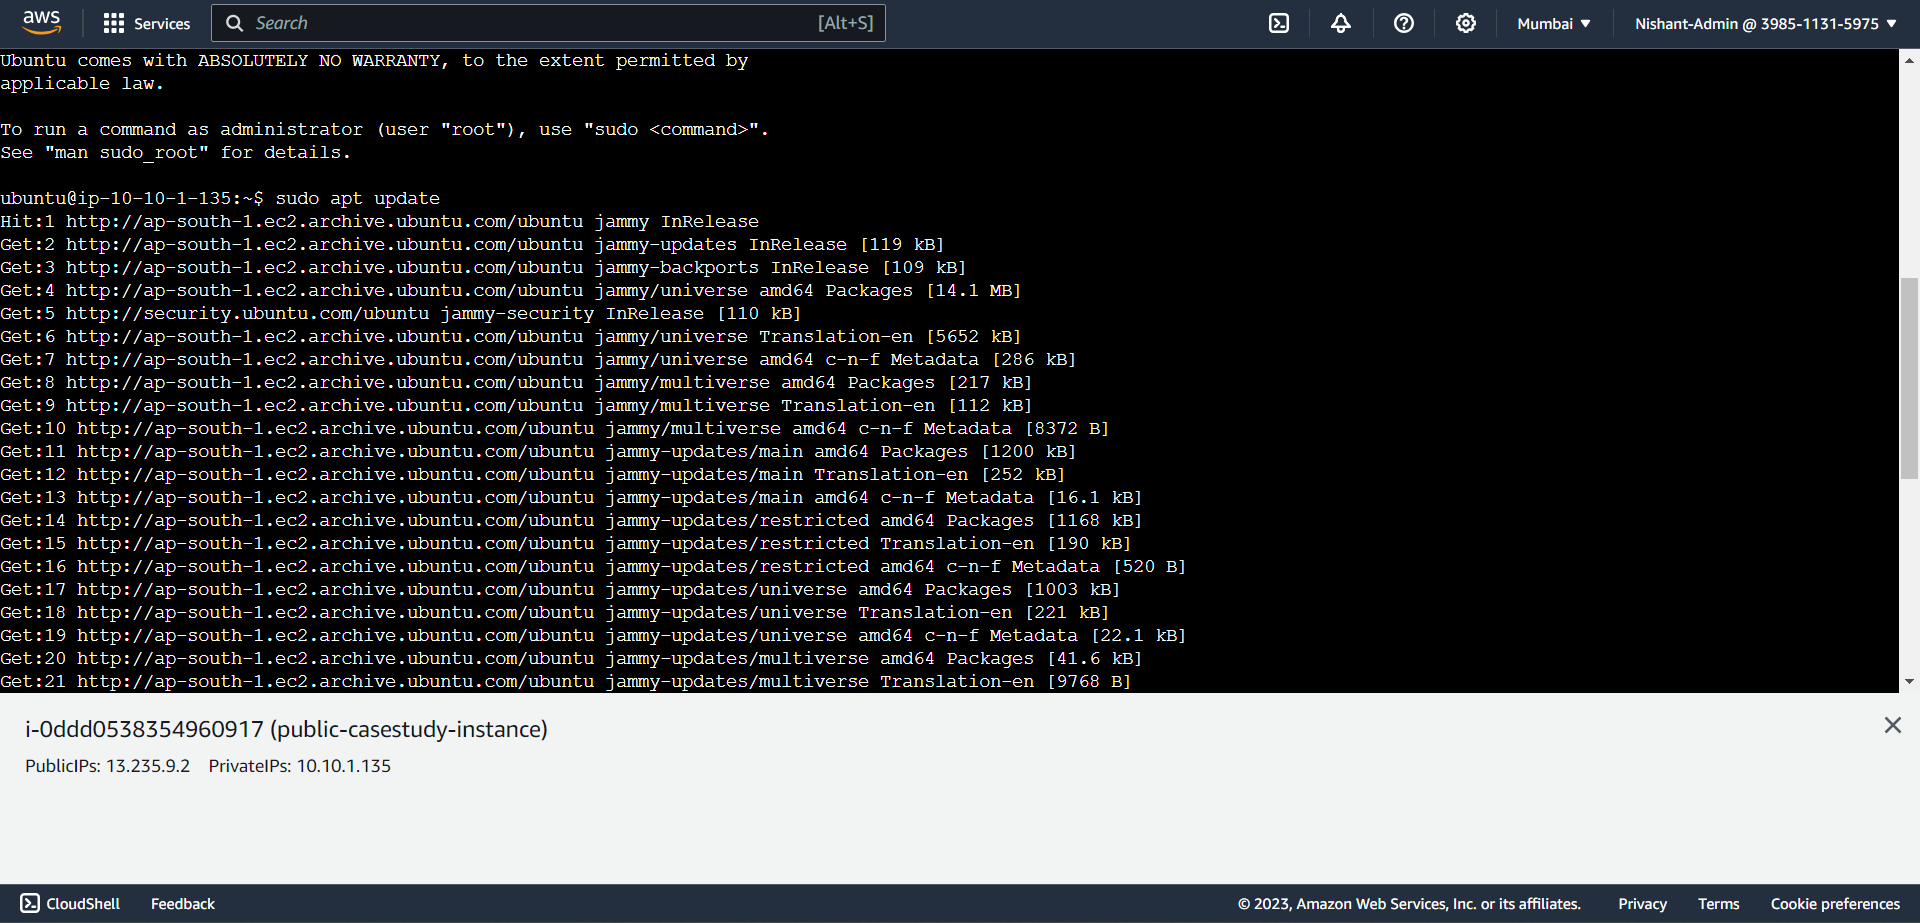 aws Services Search [Alt+S] Mumbai ▼ Nishant-Admin @ 3985-1131-5975 ▼
Ubuntu comes with ABSOLUTELY NO WARRANTY, to the extent permitted by
applicable law.
To run a command as administrator (user "root"), use "sudo <command>".
See "man sudo_root" for details.
ubuntu@ip-10-10-1-135:~$ sudo apt update
Hit:1 http://ap-south-1.ec2.archive.ubuntu.com/ubuntu jammy InRelease
Get:2 http://ap-south-1.ec2.archive.ubuntu.com/ubuntu jammy-updates InRelease [119 kB]
Get:3 http://ap-south-1.ec2.archive.ubuntu.com/ubuntu jammy-backports InRelease [109 kB]
Get:4 http://ap-south-1.ec2.archive.ubuntu.com/ubuntu jammy/universe amd64 Packages [14.1 MB]
Get:5 http://security.ubuntu.com/ubuntu jammy-security InRelease [110 kB]
Get:6 http://ap-south-1.ec2.archive.ubuntu.com/ubuntu jammy/universe Translation-en [5652 kB]
Get:7 http://ap-south-1.ec2.archive.ubuntu.com/ubuntu jammy/universe amd64 c-n-f Metadata [286 kB]
Get:8 http://ap-south-1.ec2.archive.ubuntu.com/ubuntu jammy/multiverse amd64 Packages [217 kB]
Get:9 http://ap-south-1.ec2.archive.ubuntu.com/ubuntu jammy/multiverse Translation-en [112 kB]
Get:10 http://ap-south-1.ec2.archive.ubuntu.com/ubuntu jammy/multiverse amd64 c-n-f Metadata [8372 B]
Get:11 http://ap-south-1.ec2.archive.ubuntu.com/ubuntu jammy-updates/main amd64 Packages [1200 kB]
Get:12 http://ap-south-1.ec2.archive.ubuntu.com/ubuntu jammy-updates/main Translation-en [252 kB]
Get:13 http://ap-south-1.ec2.archive.ubuntu.com/ubuntu jammy-updates/main amd64 c-n-f Metadata [16.1 kB]
Get:14 http://ap-south-1.ec2.archive.ubuntu.com/ubuntu jammy-updates/restricted amd64 Packages [1168 kB]
Get:15 http://ap-south-1.ec2.archive.ubuntu.com/ubuntu jammy-updates/restricted Translation-en [190 kB]
Get:16 http://ap-south-1.ec2.archive.ubuntu.com/ubuntu jammy-updates/restricted amd64 c-n-f Metadata [520 B]
Get:17 http://ap-south-1.ec2.archive.ubuntu.com/ubuntu jammy-updates/universe amd64 Packages [1003 kB]
Get:18 http://ap-south-1.ec2.archive.ubuntu.com/ubuntu jammy-updates/universe Translation-en [221 kB]
Get:19 http://ap-south-1.ec2.archive.ubuntu.com/ubuntu jammy-updates/universe amd64 c-n-f Metadata [22.1 kB]
Get:20 http://ap-south-1.ec2.archive.ubuntu.com/ubuntu jammy-updates/multiverse amd64 Packages [41.6 kB]
Get:21 http://ap-south-1.ec2.archive.ubuntu.com/ubuntu jammy-updates/multiverse Translation-en [9768 B]
i-0ddd0538354960917 (public-casestudy-instance)
PublicIPs: 13.235.9.2 PrivateIPs: 10.10.1.135
CloudShell Feedback © 2023, Amazon Web Services, Inc. or its affiliates. Privacy Terms Cookie preferences